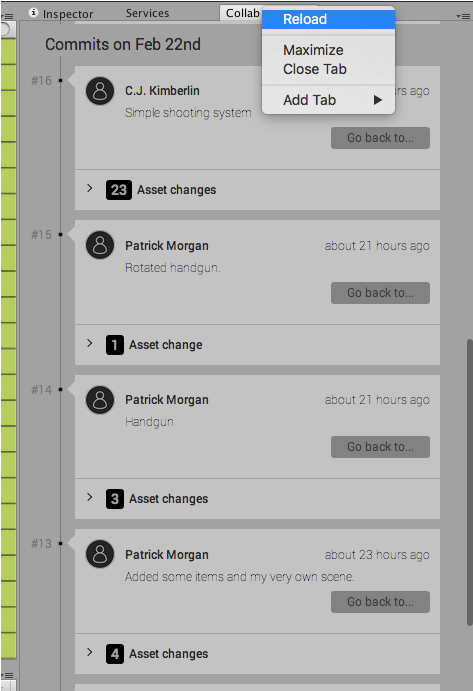 Inspector Services Collab
Reload
Maximize
Close Tab
Add Tab
Commits on Feb 22nd
#16
C.J. Kimberlin ago
Simple shooting system
Go back to...
23 Asset changes
#15
Patrick Morgan about 21 hours ago
Rotated handgun.
Go back to...
1 Asset change
#14
Patrick Morgan about 21 hours ago
Handgun
Go back to...
3 Asset changes
#13
Patrick Morgan about 23 hours ago
Added some items and my very own scene.
Go back to...
4 Asset changes